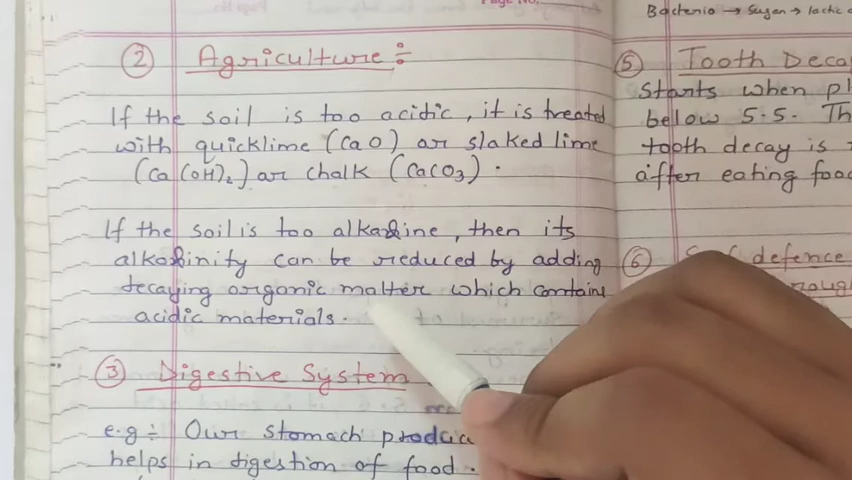 Page No.
② Agriculture ÷
If the soil is too acidic, it is treated
with quicklime (CaO) or slaked lime
(Ca(OH)₂) or chalk (CaCO₃).
If the soil is too alkaline, then its
alkalinity can be reduced by adding
decaying organic matter which contains
acidic materials.
③ Digestive System
e.g ÷ Our stomach produc
helps in digestion of food.
Bacteria → Sugar → lactic a
⑤ Tooth Deca
Starts when p
below 5.5. Th
tooth decay is
after eating food
⑥ defence